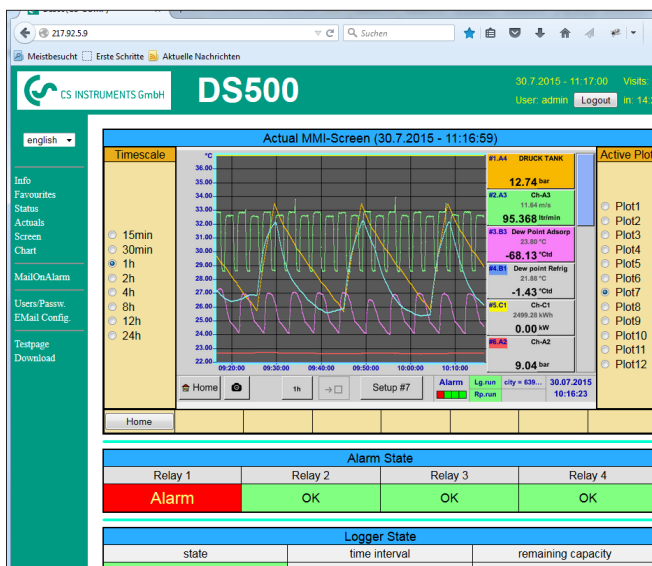 217.92.5.9
Suchen
Meistbesucht Erste Schritte Aktuelle Nachrichten
CS INSTRUMENTS GmbH
DS500
30.7.2015 - 11:17:00 Visits:
User: admin Logout in: 14:
english
Info
Favourites
Status
Actuals
Screen
Chart
MailOnAlarm
Users/Passw.
EMail Config.
Testpage
Download
Actual MMI-Screen (30.7.2015 - 11:16:59)
Timescale
15min
30min
1h
2h
4h
8h
12h
24h
°C
36.00
35.00
34.00
33.00
32.00
31.00
30.00
29.00
28.00
27.00
26.00
25.00
24.00
23.00
22.00
09:20:00 09:30:00 09:40:00 09:50:00 10:00:00 10:10:00
#1.A4 DRUCK TANK
12.74 bar
#2.A3 Ch-A3
11.64 m/s
95.368 ltr/min
#3.B3 Dew Point Adsorp
23.80 °C
-68.13 °Ctd
#4.B1 Dew point Refrig
21.88 °C
-1.43 °Ctd
#5.C1 Ch-C1
2499.28 kWh
0.00 kW
#6.A2 Ch-A2
9.04 bar
Home
1h
Setup #7
Alarm
Lg.run
Rp.run
city = 639...
30.07.2015
10:16:23
Active Plot
Plot1
Plot2
Plot3
Plot4
Plot5
Plot6
Plot7
Plot8
Plot9
Plot10
Plot11
Plot12
Home
Alarm State
Relay 1 Relay 2 Relay 3 Relay 4
Alarm OK OK OK
Logger State
state time interval remaining capacity